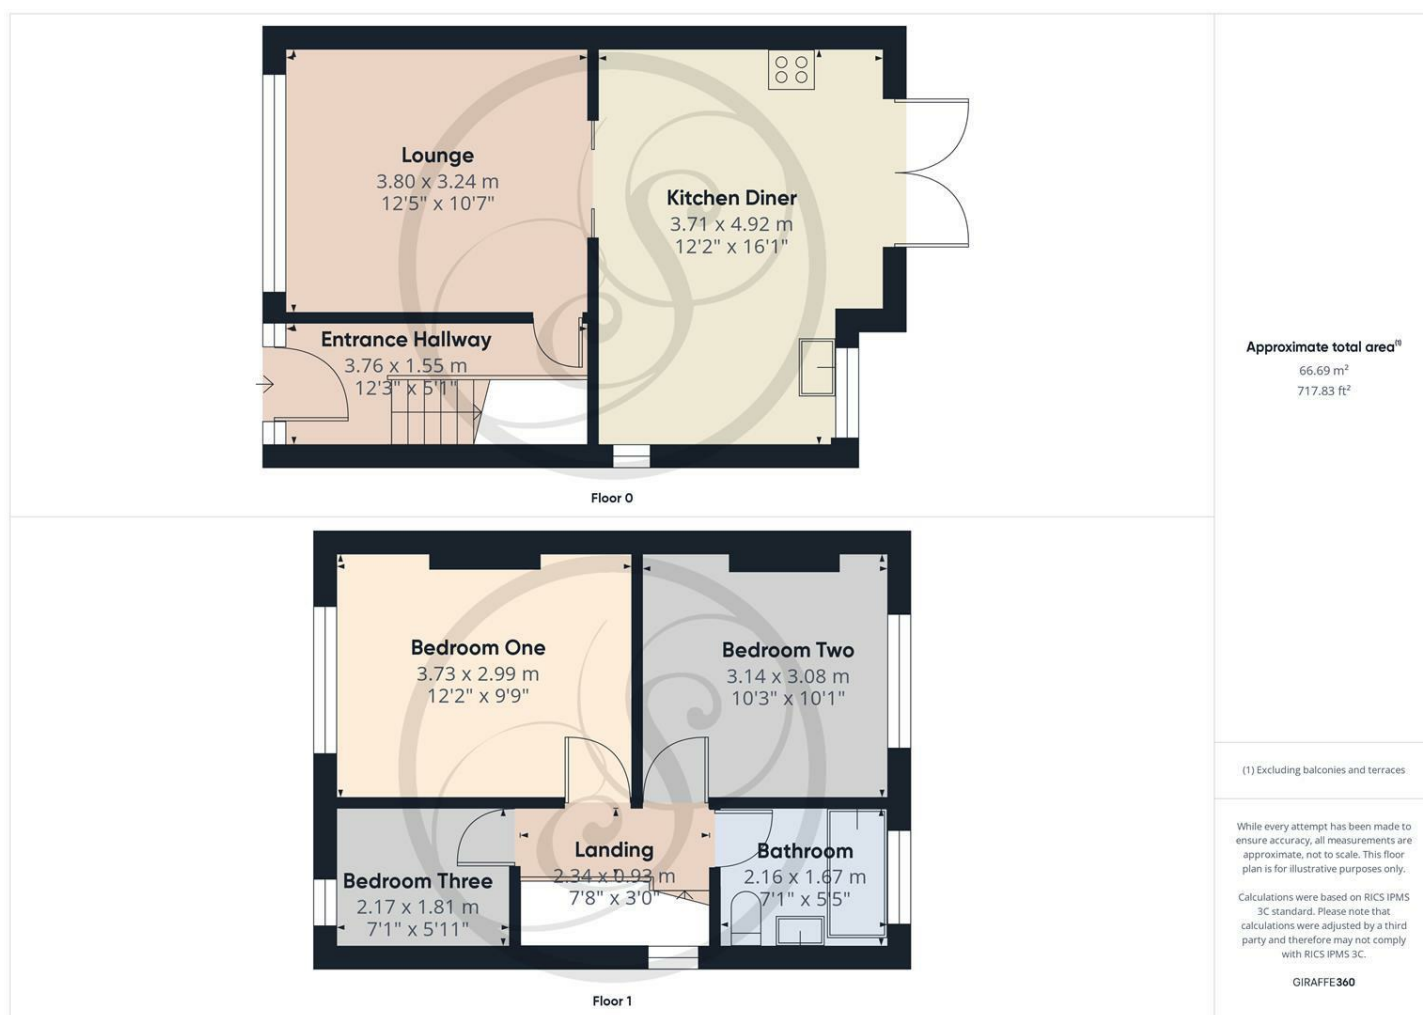 Lounge
3.80 x 3.24 m
12'5" x 10'7"
Kitchen Diner
3.71 x 4.92 m
12'2" x 16'1"
Entrance Hallway
3.76 x 1.55 m
12'3" x 5'1"
Floor 0
Approximate total area(1)
66.69 m²
717.83 ft²
Bedroom One
3.73 x 2.99 m
12'2" x 9'9"
Bedroom Two
3.14 x 3.08 m
10'3" x 10'1"
Landing
2.34 x 0.93 m
7'8" x 3'0"
Bathroom
2.16 x 1.67 m
7'1" x 5'5"
Bedroom Three
2.17 x 1.81 m
7'1" x 5'11"
Floor 1
(1) Excluding balconies and terraces
While every attempt has been made to
ensure accuracy, all measurements are
approximate, not to scale. This floor
plan is for illustrative purposes only.
Calculations were based on RICS IPMS
3C standard. Please note that
calculations were adjusted by a third
party and therefore may not comply
with RICS IPMS 3C.
GIRAFFE360